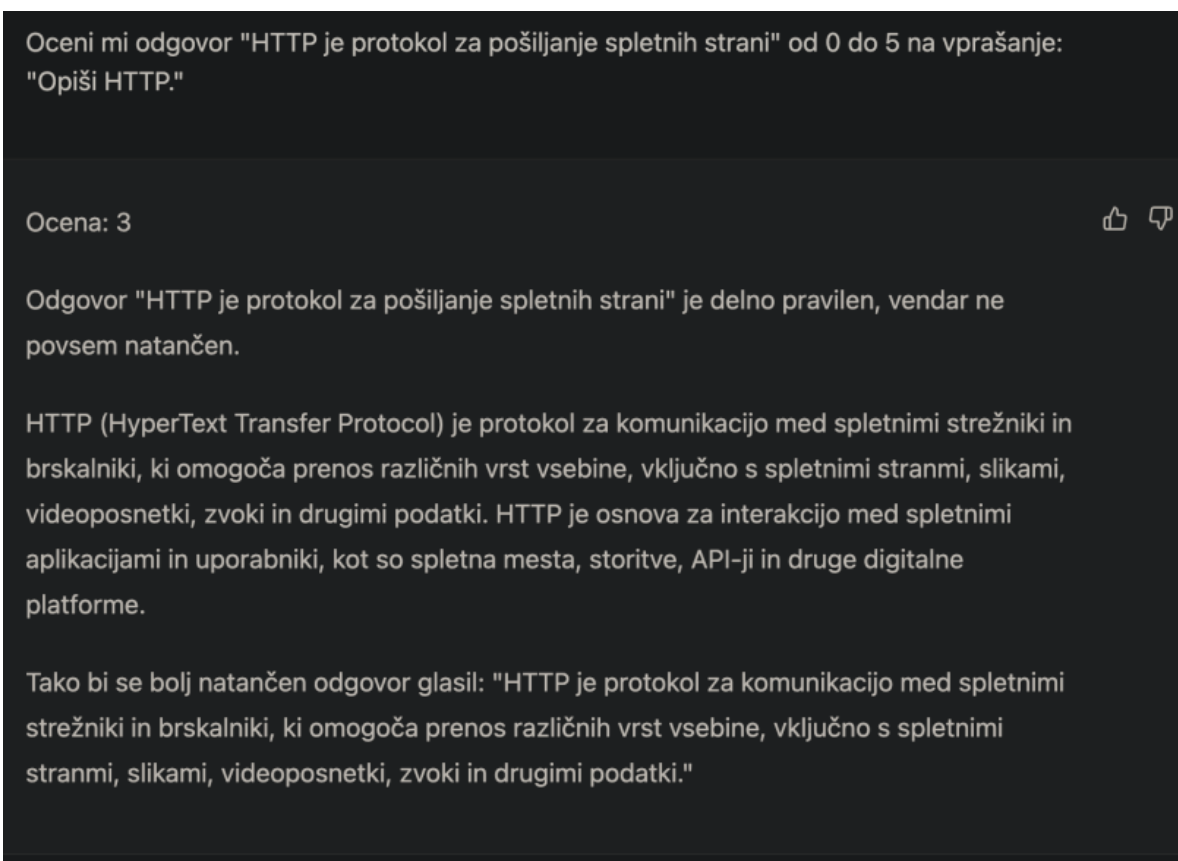 Oceni mi odgovor "HTTP je protokol za pošiljanje spletnih strani" od 0 do 5 na vprašanje:
"Opiši HTTP."
Ocena: 3
Odgovor "HTTP je protokol za pošiljanje spletnih strani" je delno pravilen, vendar ne
povsem natančen.
HTTP (HyperText Transfer Protocol) je protokol za komunikacijo med spletnimi strežniki in
brskalniki, ki omogoča prenos različnih vrst vsebine, vključno s spletnimi stranmi, slikami,
videoposnetki, zvoki in drugimi podatki. HTTP je osnova za interakcijo med spletnimi
aplikacijami in uporabniki, kot so spletna mesta, storitve, API-ji in druge digitalne
platforme.
Tako bi se bolj natančen odgovor glasil: "HTTP je protokol za komunikacijo med spletnimi
strežniki in brskalniki, ki omogoča prenos različnih vrst vsebine, vključno s spletnimi
stranmi, slikami, videoposnetki, zvoki in drugimi podatki."